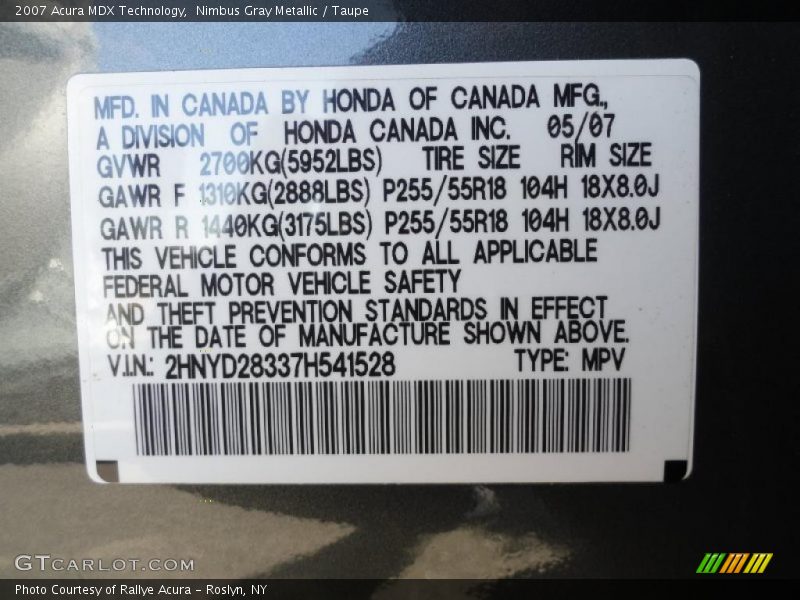 2007 Acura MDX Technology,  Nimbus Gray Metallic / Taupe
MFD. IN CANADA BY HONDA OF CANADA MFG.,
A DIVISION OF HONDA CANADA INC. 05/07
GVWR 2700KG(5952LBS) TIRE SIZE RIM SIZE
GAWR F 1310KG(2888LBS) P255/55R18 104H 18X8.0J
GAWR R 1440KG(3175LBS) P255/55R18 104H 18X8.0J
THIS VEHICLE CONFORMS TO ALL APPLICABLE
FEDERAL MOTOR VEHICLE SAFETY
AND THEFT PREVENTION STANDARDS IN EFFECT
ON THE DATE OF MANUFACTURE SHOWN ABOVE.
V.I.N.: 2HNYD28337H541528 TYPE: MPV
GTCARLOT.COM
Photo Courtesy of Rallye Acura - Roslyn, NY